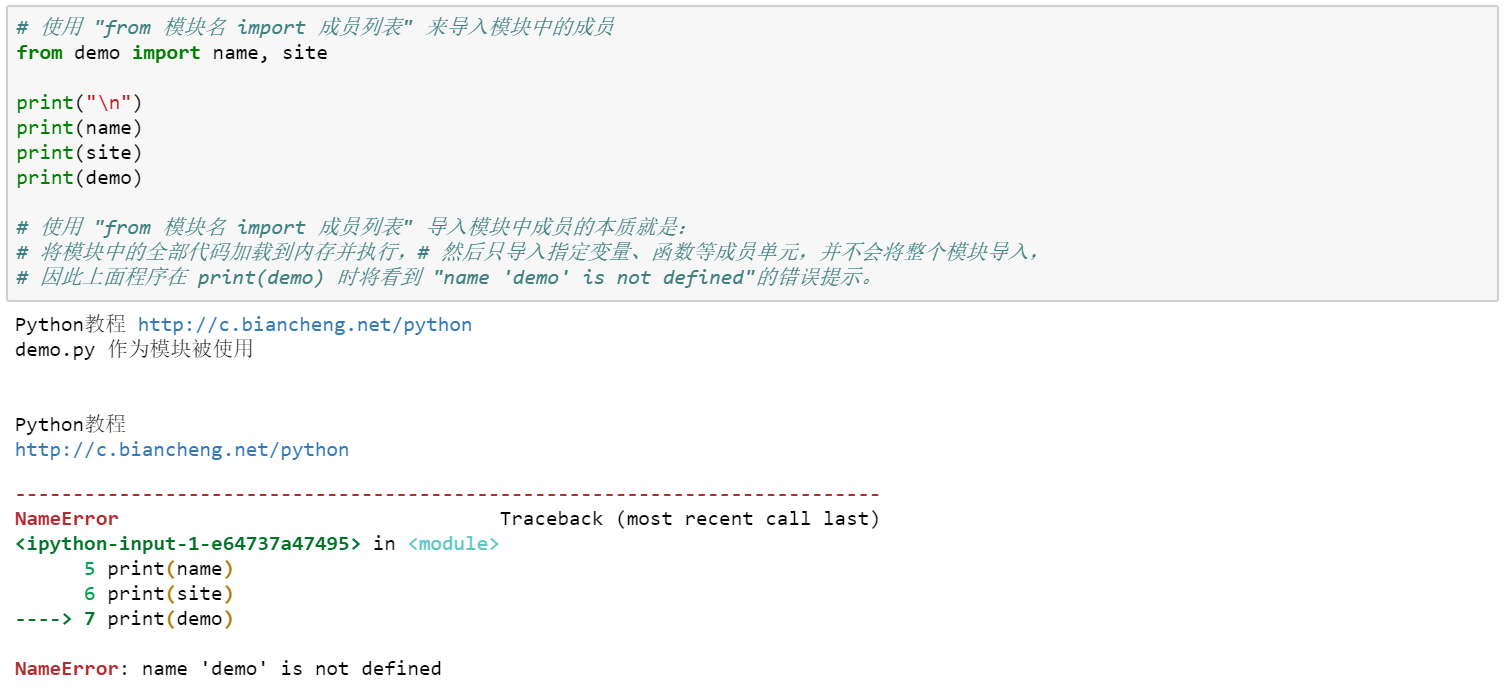 # 使用 "from 模块名 import 成员列表" 来导入模块中的成员
from demo import name, site
print("\n")
print(name)
print(site)
print(demo)
# 使用 "from 模块名 import 成员列表" 导入模块中成员的本质就是：
# 将模块中的全部代码加载到内存并执行，# 然后只导入指定变量、函数等成员单元，并不会将整个模块导入，
# 因此上面程序在 print(demo) 时将看到 "name 'demo' is not defined"的错误提示。
Python教程 http://c.biancheng.net/python
demo.py 作为模块被使用
Python教程
http://c.biancheng.net/python
---------------------------------------------------------------------------
NameError                                 Traceback (most recent call last)
<ipython-input-1-e64737a47495> in <module>
      5 print(name)
      6 print(site)
----> 7 print(demo)
NameError: name 'demo' is not defined